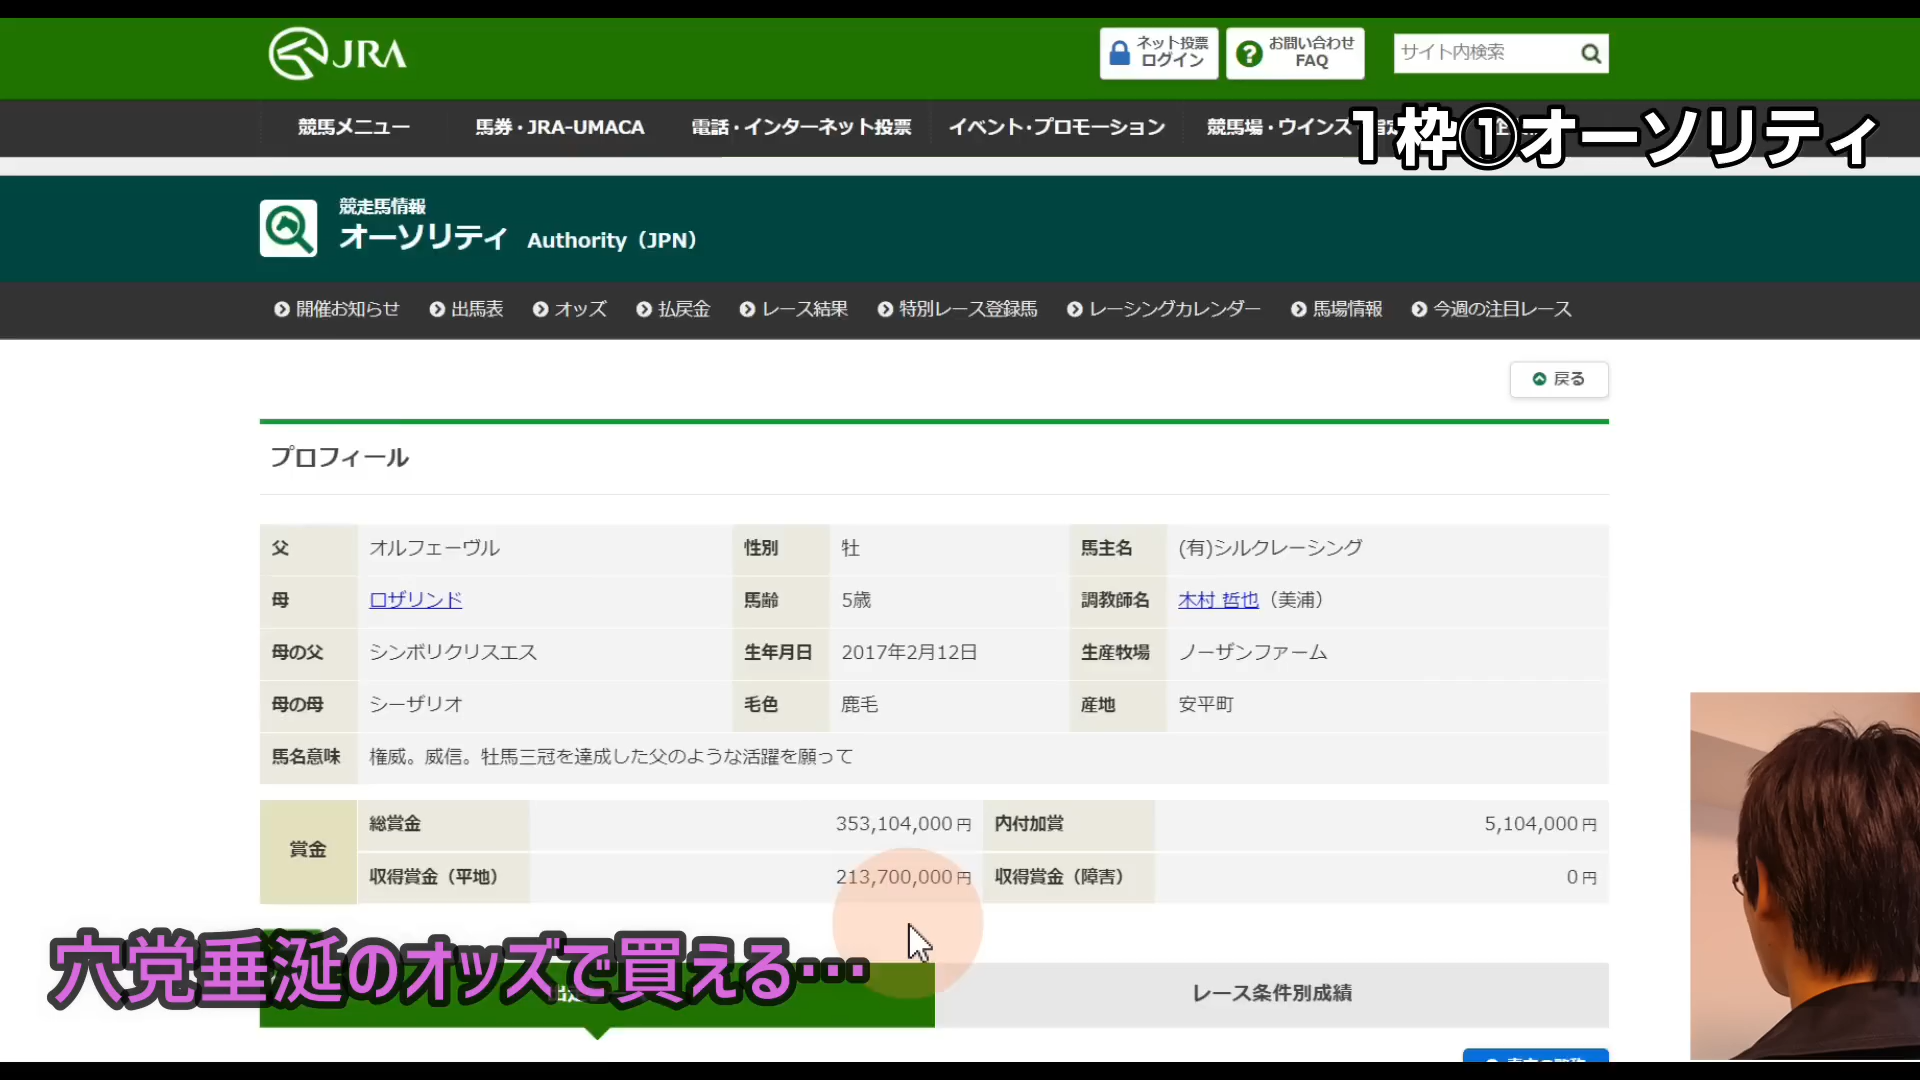 JRA
ネット投票
ログイン
お問い合わせ
FAQ
サイト内検索
競馬メニュー
馬券・JRA-UMACA
電話・インターネット投票
イベント・プロモーション
競馬場・ウインズ
1枠①オーソリティ
競走馬情報
オーソリティ Authority（JPN）
開催お知らせ
出馬表
オッズ
払戻金
レース結果
特別レース登録馬
レーシングカレンダー
馬場情報
今週の注目レース
戻る
プロフィール
父 オルフェーヴル 性別 牡 馬主名 (有)シルクレーシング
母 ロザリンド 馬齢 5歳 調教師名 木村 哲也（美浦）
母の父 シンボリクリスエス 生年月日 2017年2月12日 生産牧場 ノーザンファーム
母の母 シーザリオ 毛色 鹿毛 産地 安平町
馬名意味 権威。威信。牡馬三冠を達成した父のような活躍を願って
賞金
総賞金 353,104,000円 内付加賞 5,104,000円
収得賞金（平地） 213,700,000円 収得賞金（障害） 0円
穴党垂涎のオッズで買える…
レース条件別成績